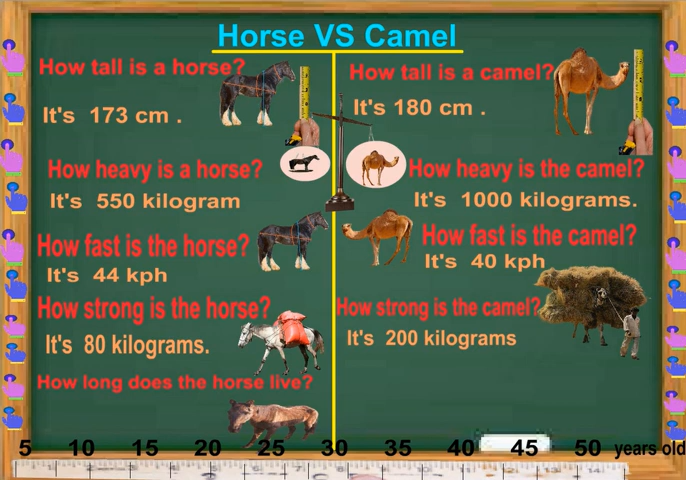 Horse VS Camel
How tall is a horse?
It's 173 cm .
How heavy is a horse?
It's 550 kilogram
How fast is the horse?
It's 44 kph
How strong is the horse?
It's 80 kilograms.
How long does the horse live?
How tall is a camel?
It's 180 cm .
How heavy is the camel?
It's 1000 kilograms.
How fast is the camel?
It's 40 kph
How strong is the camel?
It's 200 kilograms
5 10 15 20 25 30 35 40 45 50 years old